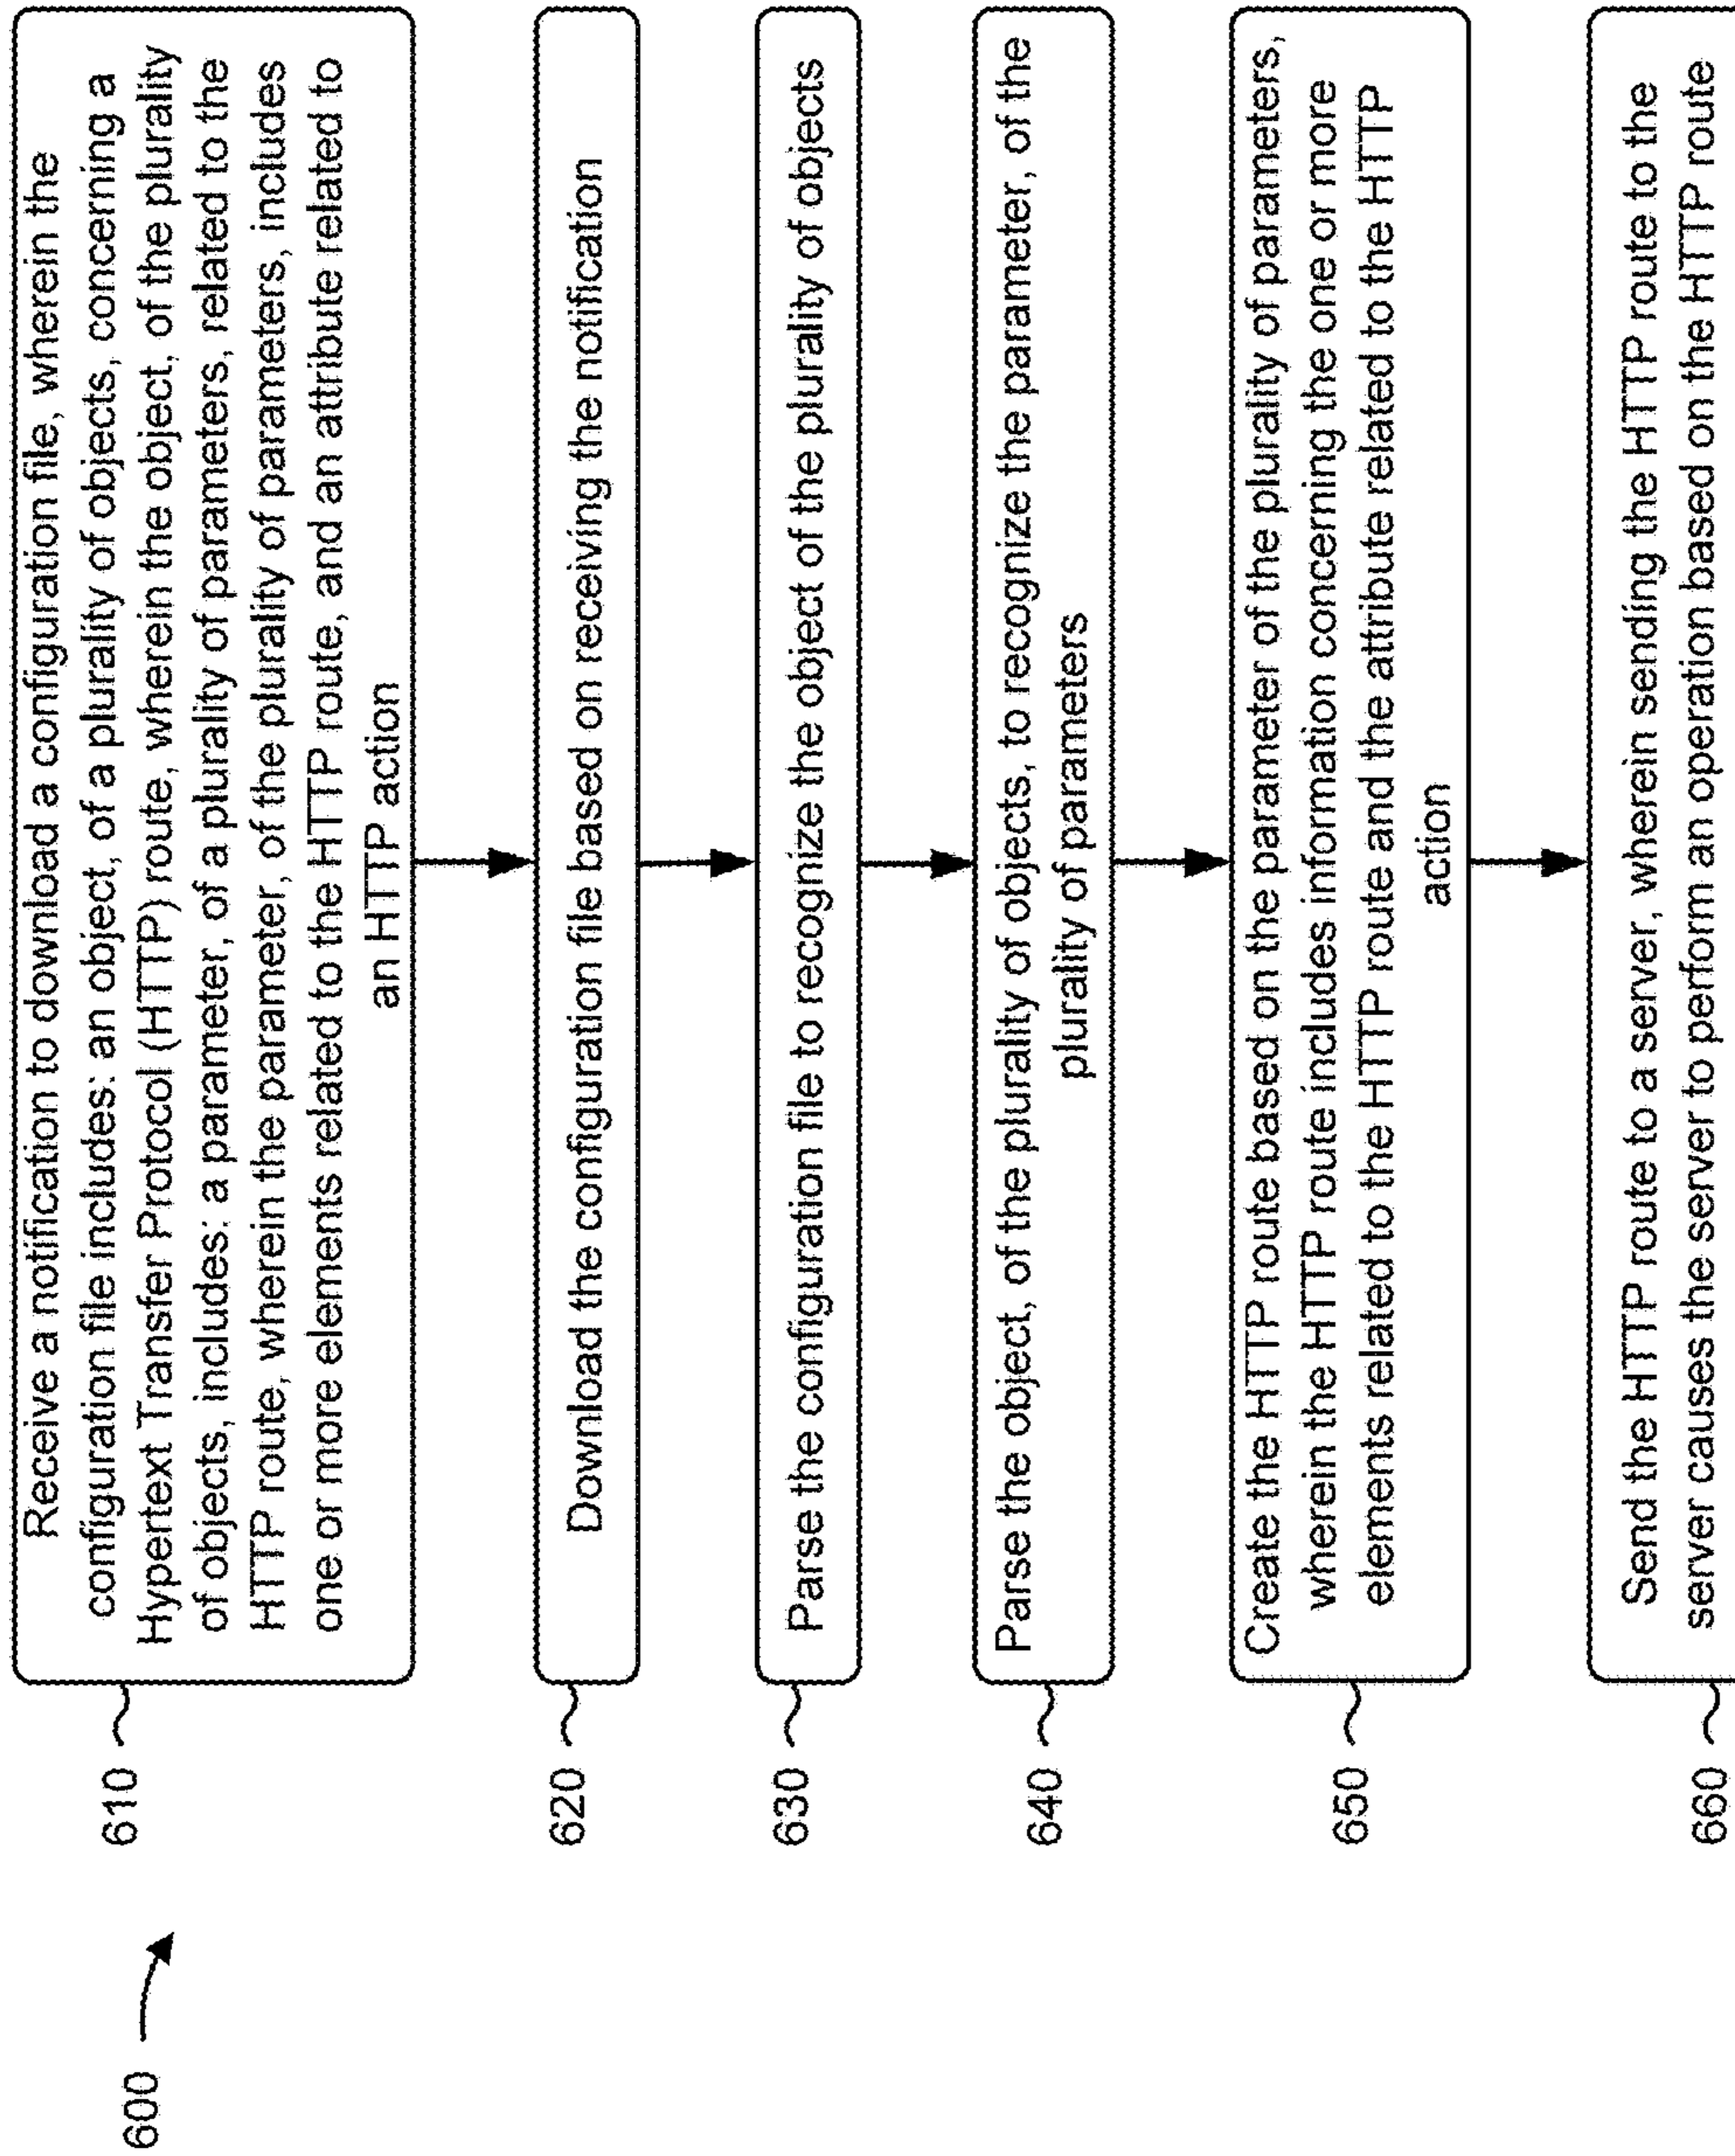 600
610
Receive a notification to download a configuration file, wherein the
configuration file includes: an object, of a plurality of objects, concerning a
Hypertext Transfer Protocol (HTTP) route, wherein the object, of the plurality
of objects, includes: a parameter, of a plurality of parameters, related to the
HTTP route, wherein the parameter, of the plurality of parameters, includes
one or more elements related to the HTTP route, and an attribute related to
an HTTP action
620
Download the configuration file based on receiving the notification
630
Parse the configuration file to recognize the object of the plurality of objects
640
Parse the object, of the plurality of objects, to recognize the parameter, of the
plurality of parameters
650
Create the HTTP route based on the parameter of the plurality of parameters,
wherein the HTTP route includes information concerning the one or more
elements related to the HTTP route and the attribute related to the HTTP
action
660
Send the HTTP route to a server, wherein sending the HTTP route to the
server causes the server to perform an operation based on the HTTP route